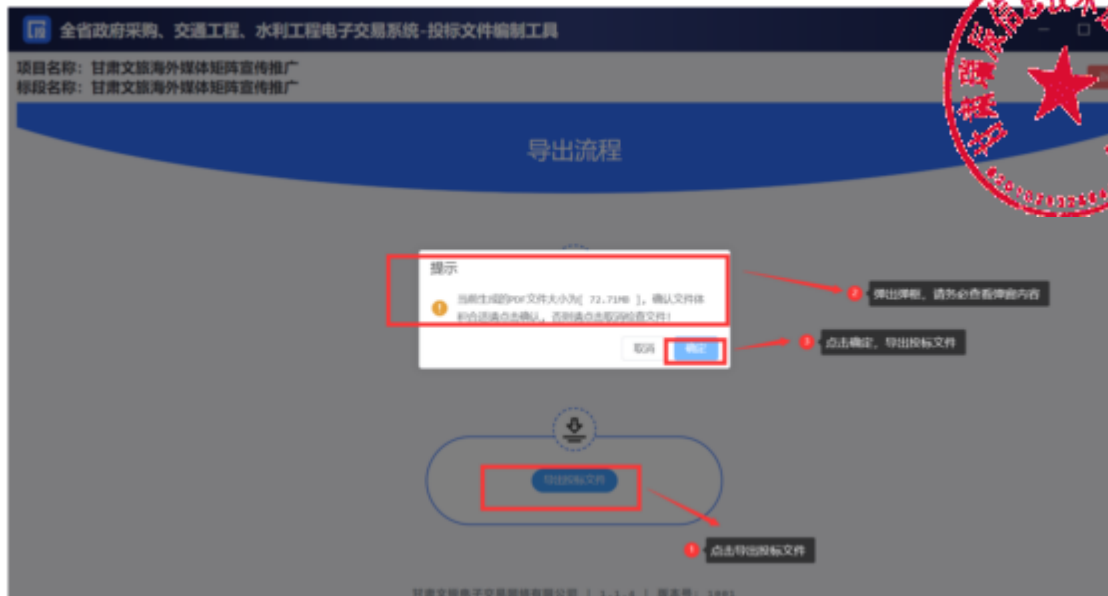 全省政府采购、交通工程、水利工程电子交易系统-投标文件编制工具
项目名称：甘肃文旅海外媒体矩阵宣传推广
标段名称：甘肃文旅海外媒体矩阵宣传推广
导出流程
提示
当前生成的PDF文件大小为[ 72.71MB ]，确认文件体
积合适请点击确认，否则请点击取消检查文件！
取消 确定
2 弹出弹框，请务必查看弹窗内容
3 点击确定，导出投标文件
导出投标文件
1 点击导出投标文件